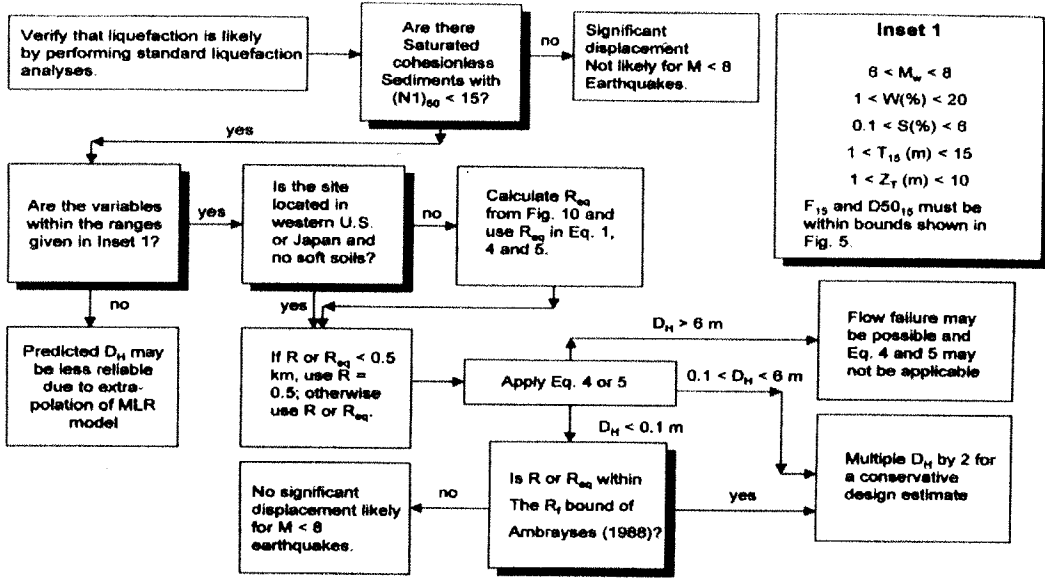 Verify that liquefaction is likely
by performing standard liquefaction
analyses.
Are there
Saturated
cohesionless
Sediments with
(N1)60 < 15?
no
Significant
displacement
Not likely for M < 8
Earthquakes.
Inset 1
6 < Mw < 8
1 < W(%) < 20
0.1 < S(%) < 6
1 < T15 (m) < 15
1 < ZT (m) < 10
F15 and D5015 must be
within bounds shown in
Fig. 5.
yes
Are the variables
within the ranges
given in Inset 1?
yes
Is the site
located in
western U.S.
or Japan and
no soft soils?
no
Calculate Req
from Fig. 10 and
use Req in Eq. 1,
4 and 5.
no
yes
Predicted DH may
be less reliable
due to extra-
polation of MLR
model
If R or Req < 0.5
km, use R =
0.5; otherwise
use R or Req.
Apply Eq. 4 or 5
DH > 6 m
Flow failure may
be possible and
Eq. 4 and 5 may
not be applicable
0.1 < DH < 6 m
DH < 0.1 m
Multiple DH by 2 for
a conservative
design estimate
Is R or Req within
The Rf bound of
Ambrayses (1988)?
yes
no
No significant
displacement likely
for M < 8
earthquakes.